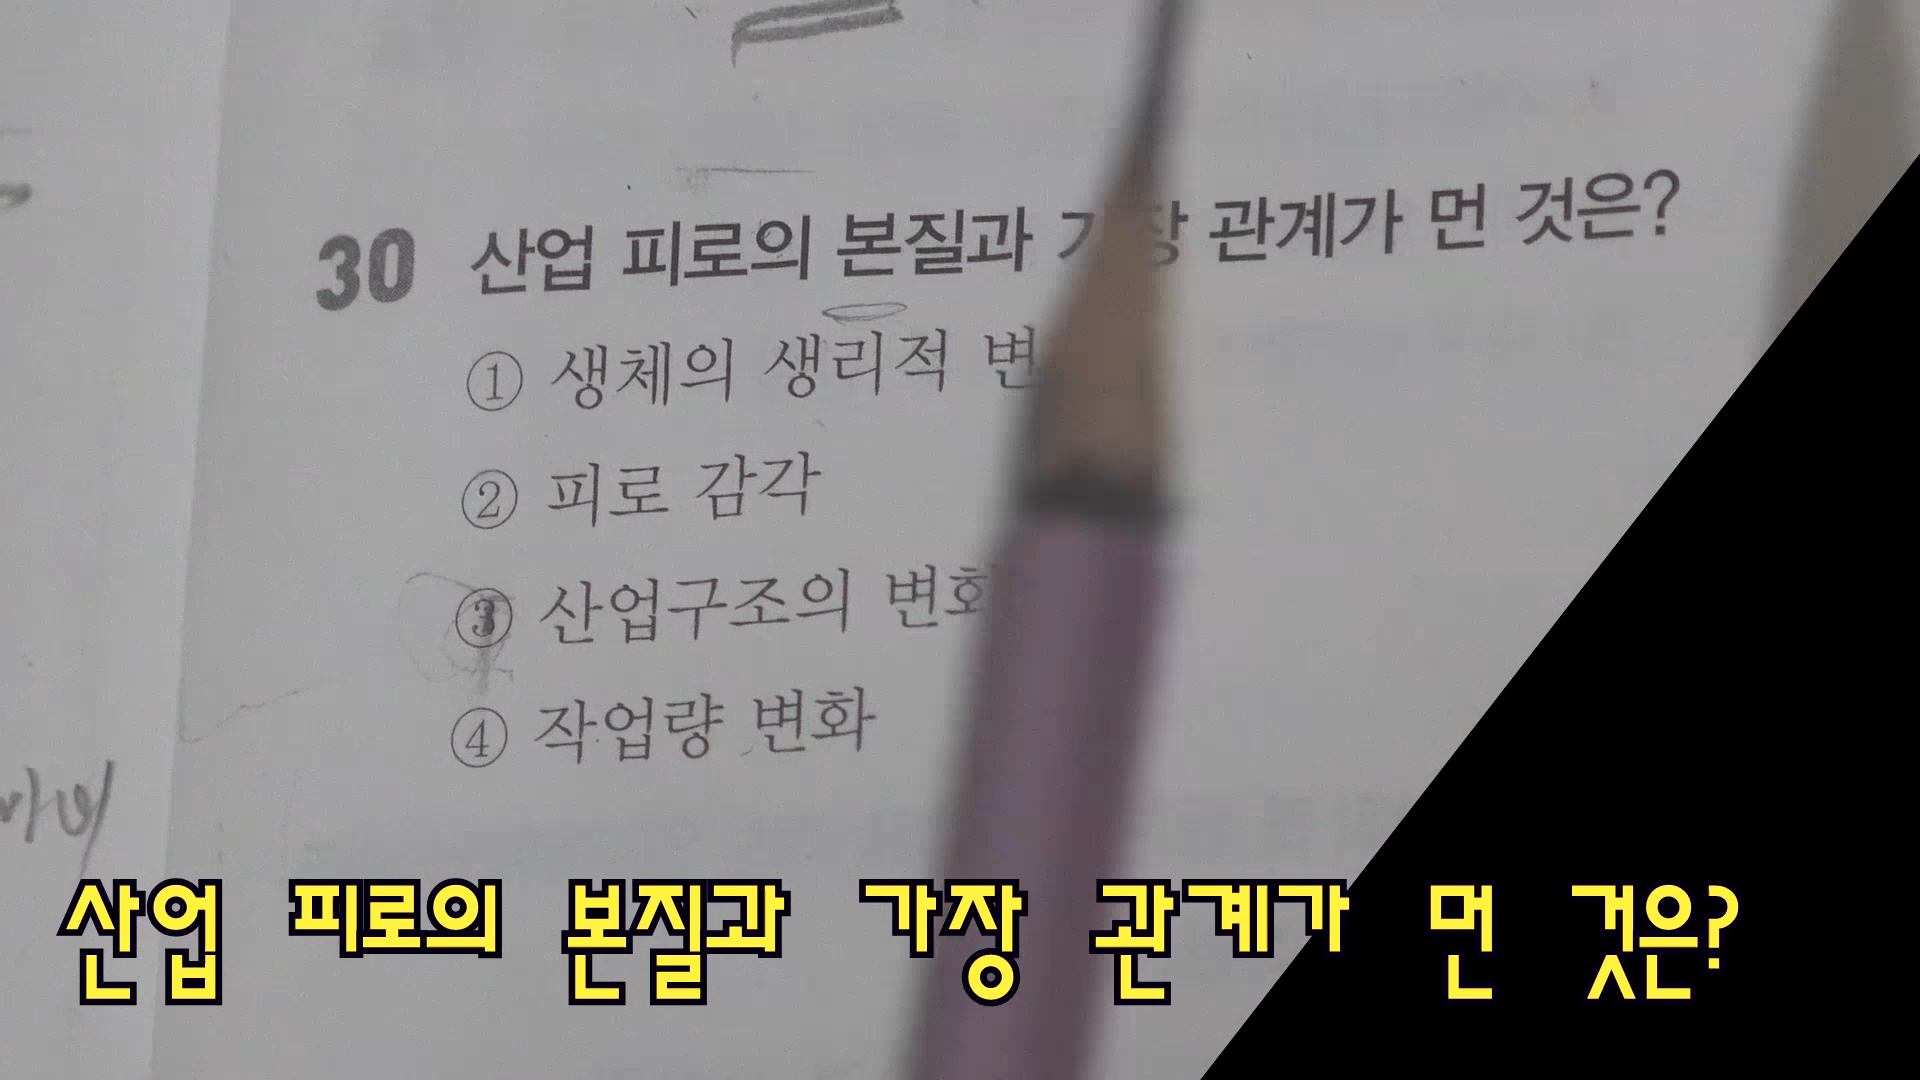 30 산업 피로의 본질과 관계가 먼 것은?
① 생체의 생리적
② 피로 감각
③ 산업구조의 변화
④ 작업량 변화
산업 피로의 본질과 가장 관계가 먼 것은?